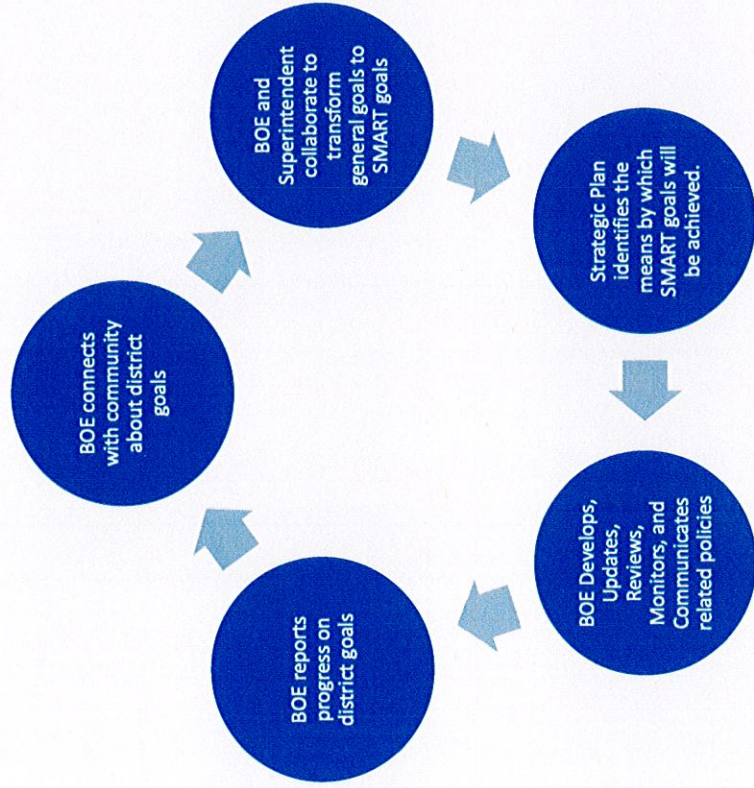 BOE connects
with community
about district
goals
BOE and
Superintendent
collaborate to
transform
general goals to
SMART goals
Strategic Plan
identifies the
means by which
SMART goals will
be achieved.
BOE Develops,
Updates,
Reviews,
Monitors, and
Communicates
related policies
BOE reports
progress on
district goals